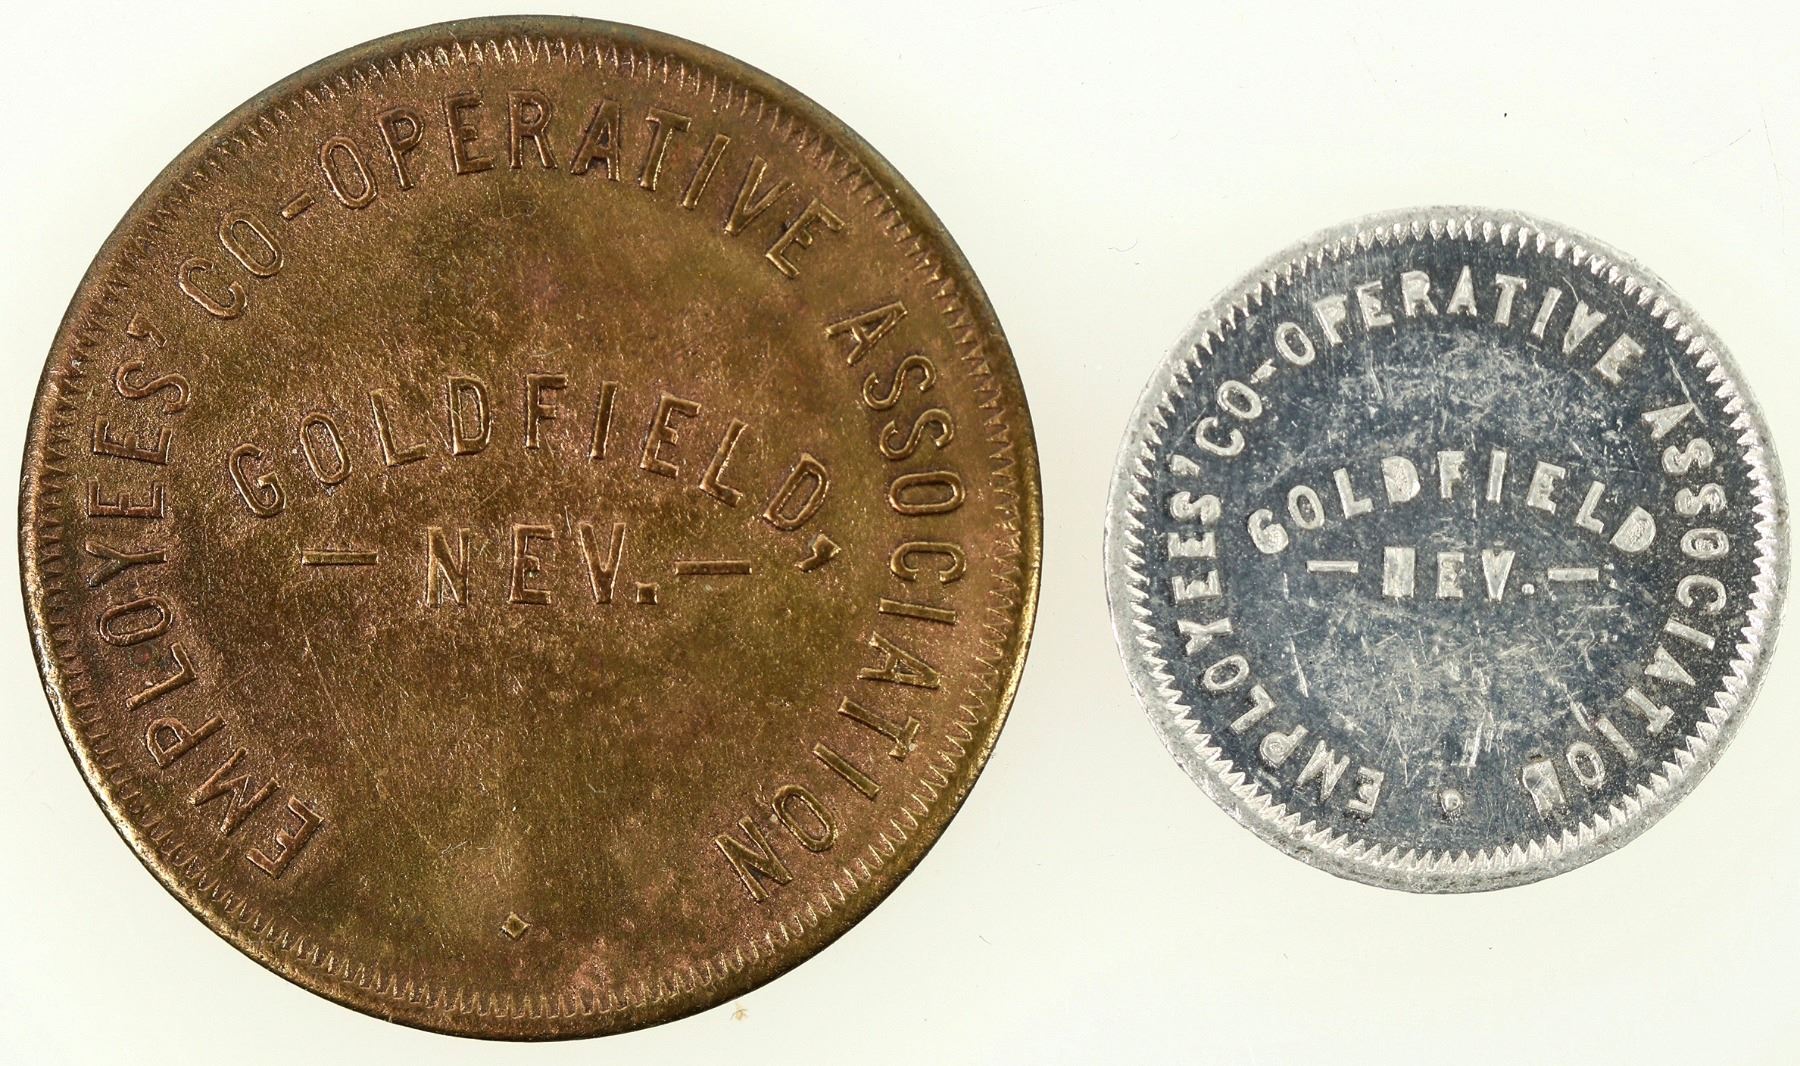 EMPLOYEES' CO-OPERATIVE ASSOCIATION
GOLDFIELD,
— NEV. —
EMPLOYEES' CO-OPERATIVE ASSOCIATION
GOLDFIELD
— NEV. —